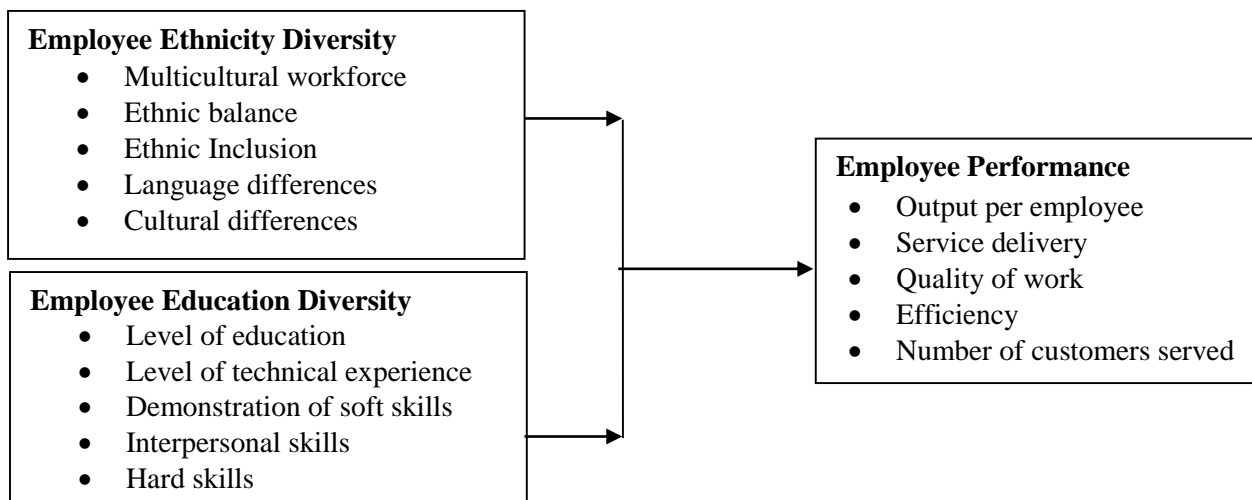 Employee Ethnicity Diversity
• Multicultural workforce
• Ethnic balance
• Ethnic Inclusion
• Language differences
• Cultural differences
Employee Education Diversity
• Level of education
• Level of technical experience
• Demonstration of soft skills
• Interpersonal skills
• Hard skills
Employee Performance
• Output per employee
• Service delivery
• Quality of work
• Efficiency
• Number of customers served